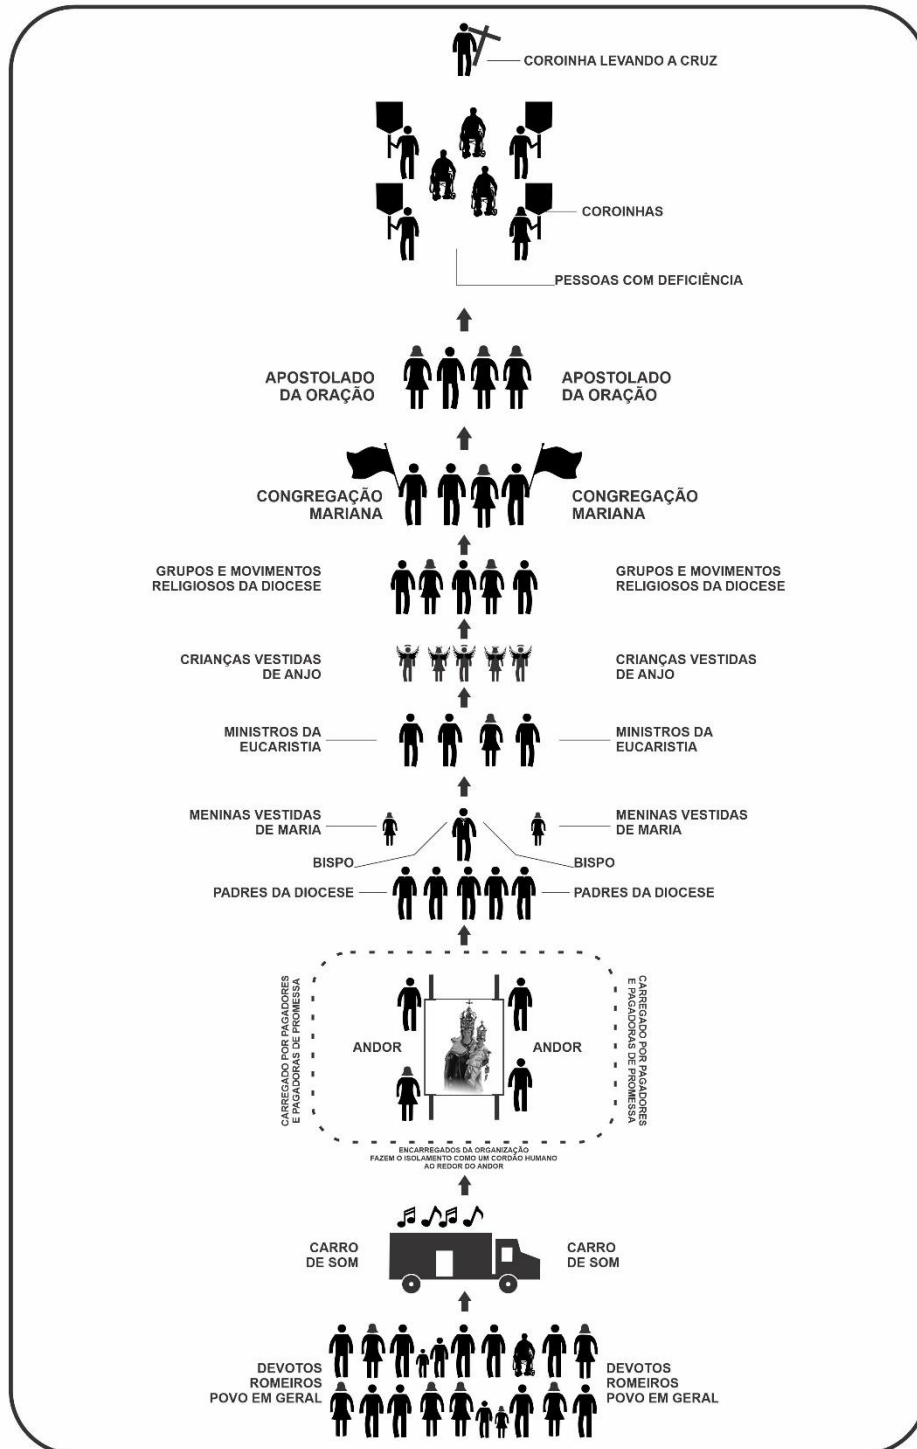 COROINHA LEVANDO A CRUZ
COROINHAS
PESSOAS COM DEFICIÊNCIA
APOSTOLADO
DA ORAÇÃO
APOSTOLADO
DA ORAÇÃO
CONGREGAÇÃO
MARIANA
CONGREGAÇÃO
MARIANA
GRUPOS E MOVIMENTOS
RELIGIOSOS DA DIOCESE
GRUPOS E MOVIMENTOS
RELIGIOSOS DA DIOCESE
CRIANÇAS VESTIDAS
DE ANJO
CRIANÇAS VESTIDAS
DE ANJO
MINISTROS DA
EUCARISTIA
MINISTROS DA
EUCARISTIA
MENINAS VESTIDAS
DE MARIA
MENINAS VESTIDAS
DE MARIA
BISPO
BISPO
PADRES DA DIOCESE
PADRES DA DIOCESE
CARREGADO POR PAGADORES
E PAGADORAS DE PROMESSA
ANDOR
ANDOR
CARREGADO POR PAGADORES
E PAGADORAS DE PROMESSA
ENCARREGADOS DA ORGANIZAÇÃO
FAZEM O ISOLAMENTO COMO UM CORDÃO HUMANO
AO REDOR DO ANDOR
CARRO
DE SOM
CARRO
DE SOM
DEVOTOS
ROMEIROS
POVO EM GERAL
DEVOTOS
ROMEIROS
POVO EM GERAL